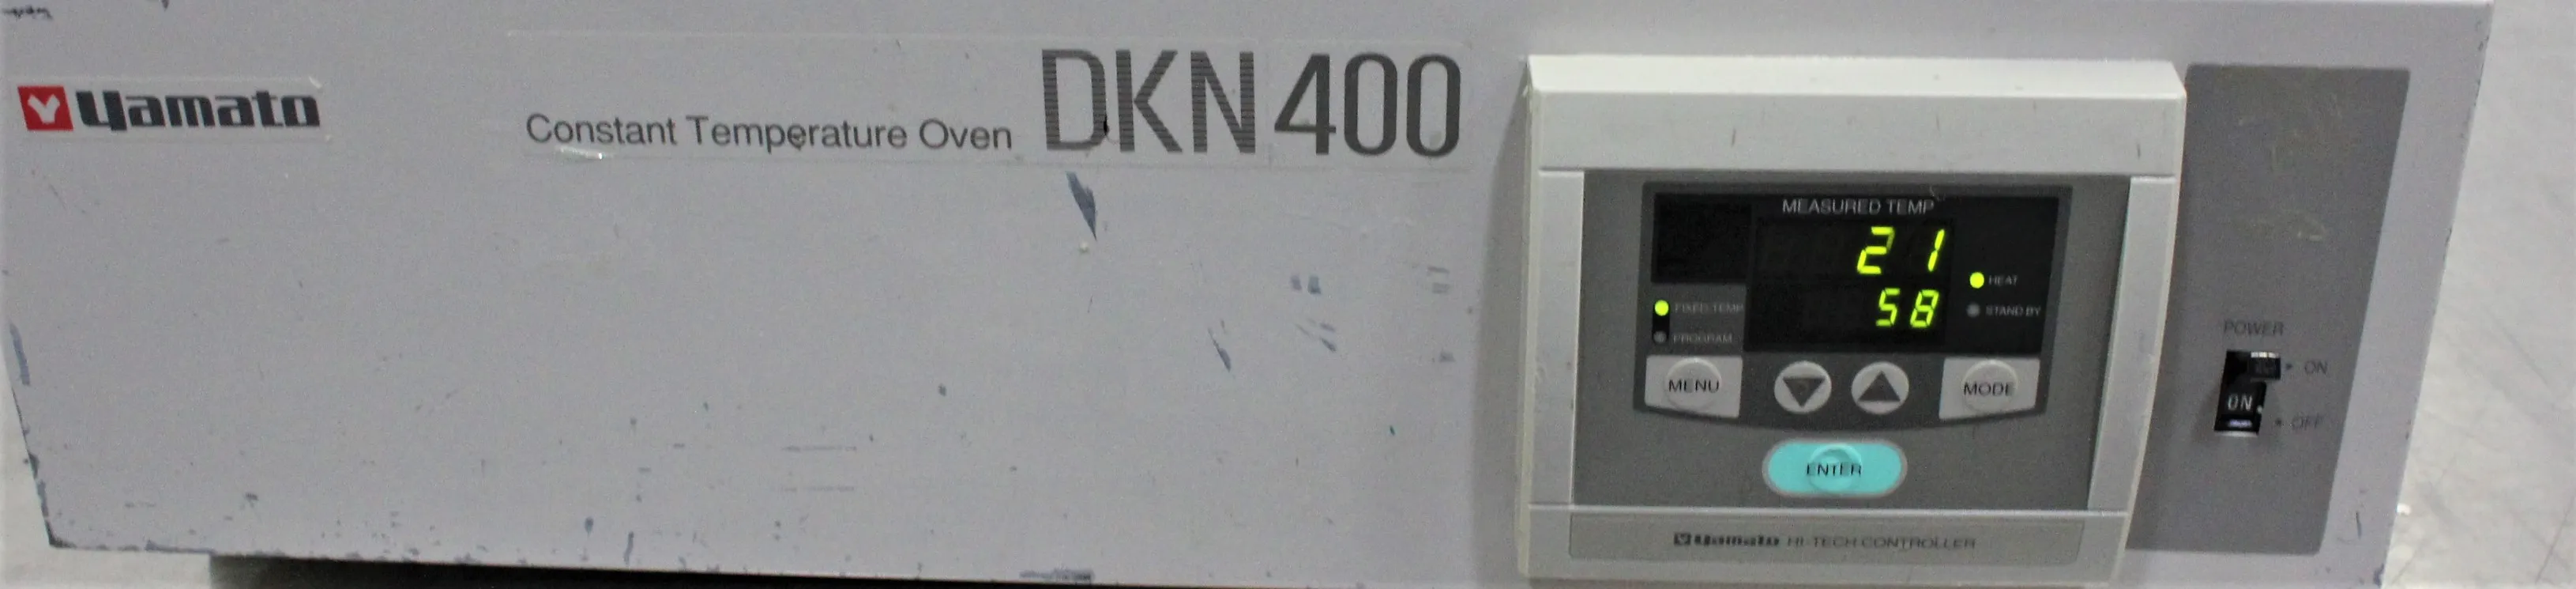 Yamato
Constant Temperature Oven DKN400
MEASURED TEMP
21
58
HEAT
STAND BY
FIXED TEMP
PROGRAM
MENU
MODE
ENTER
Yamato HI-TECH CONTROLLER
POWER
ON
ON
OFF